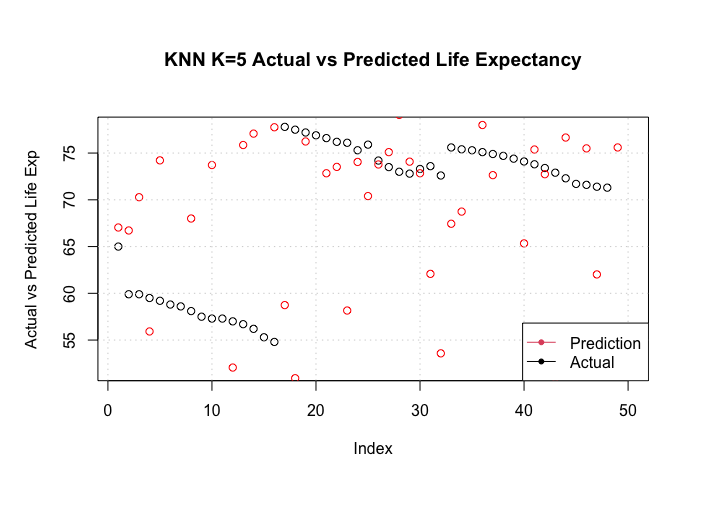 KNN K=5 Actual vs Predicted Life Expectancy
Actual vs Predicted Life Exp
75
70
65
60
55
Prediction
Actual
0 10 20 30 40 50
Index